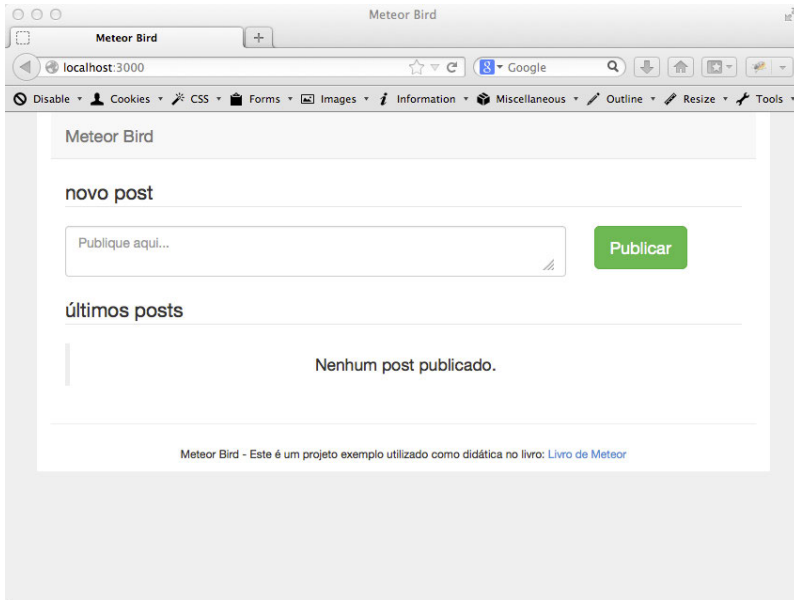 Meteor Bird
Meteor Bird
localhost:3000
Google
Disable Cookies CSS Forms Images Information Miscellaneous Outline Resize Tools
Meteor Bird
novo post
Publique aqui...
Publicar
últimos posts
Nenhum post publicado.
Meteor Bird - Este é um projeto exemplo utilizado como didática no livro: Livro de Meteor